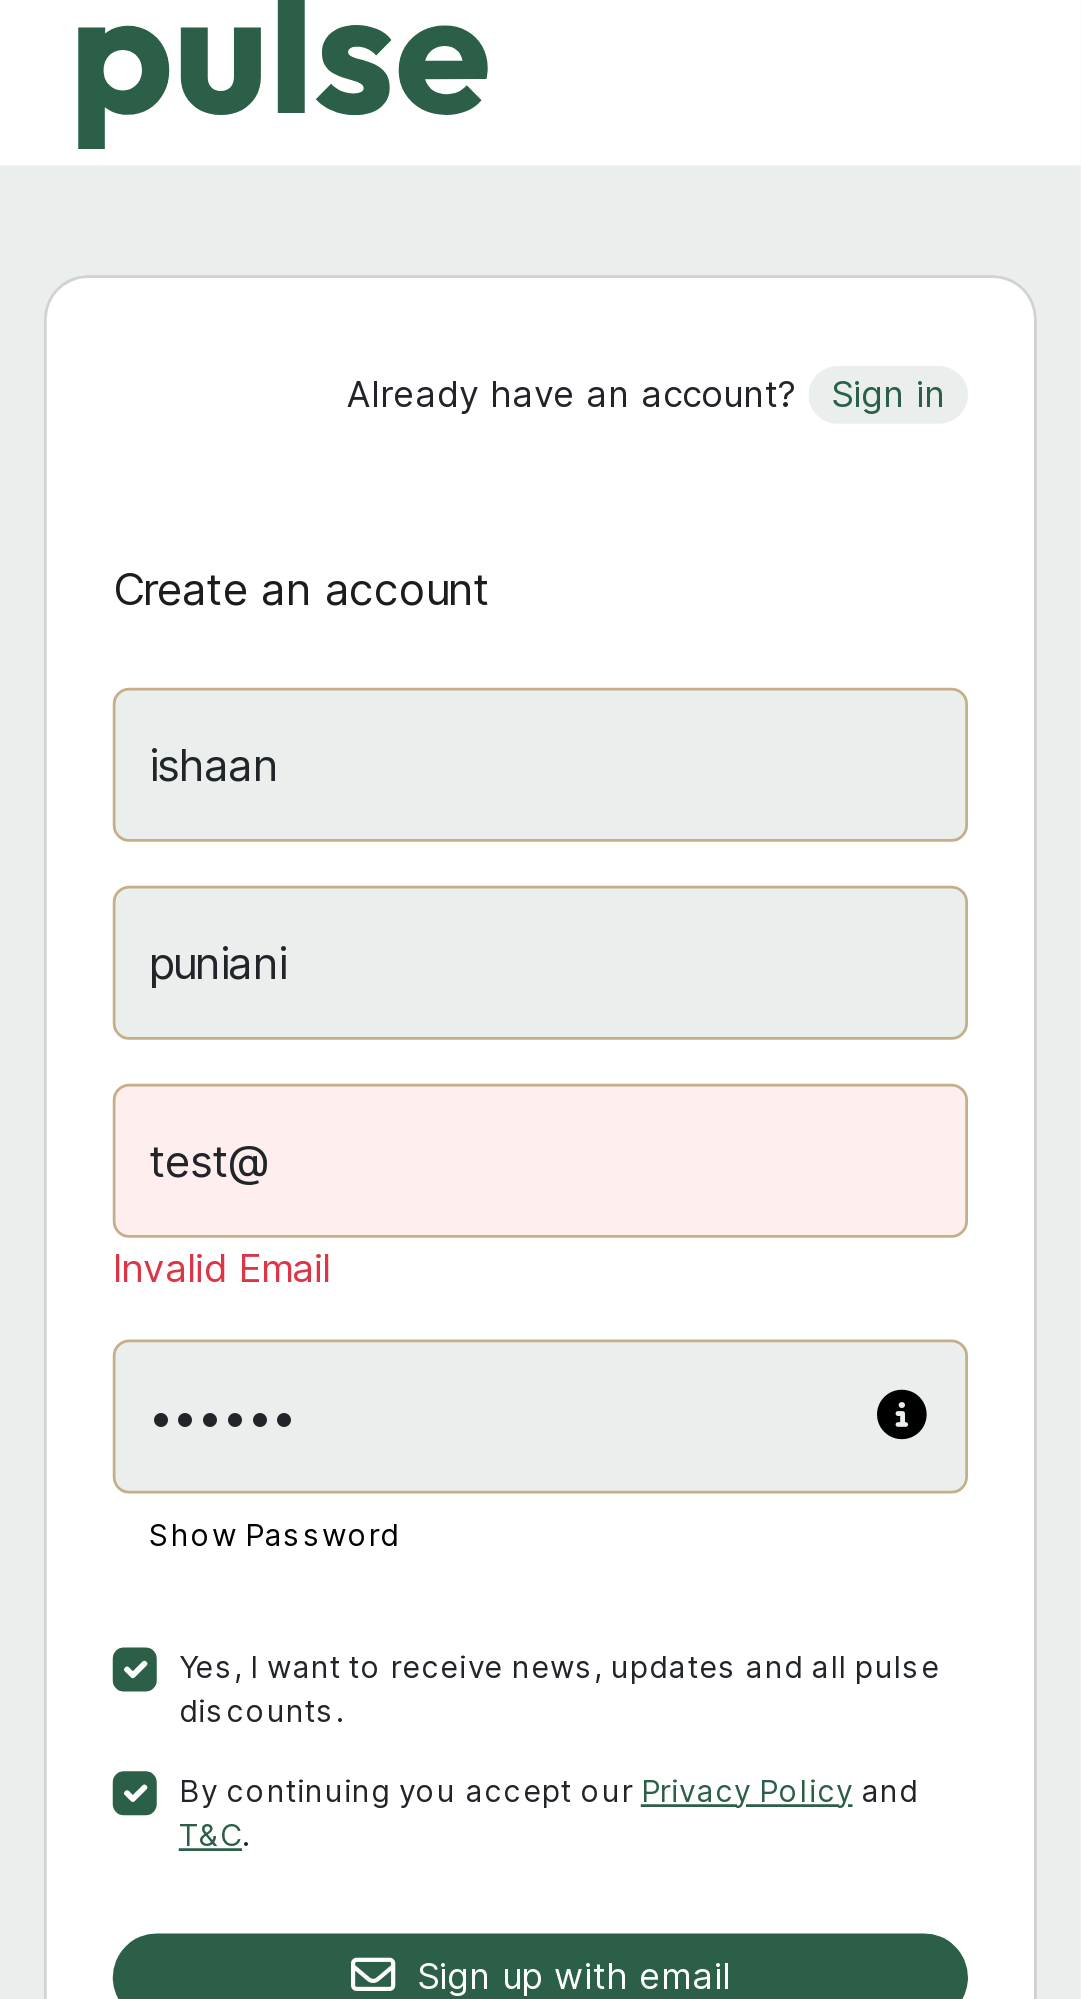 pulse
Already have an account? Sign in
Create an account
ishaan
puniani
test@
Invalid Email
••••••
Show Password
Yes, I want to receive news, updates and all pulse
discounts.
By continuing you accept our Privacy Policy and
T&C.
Sign up with email